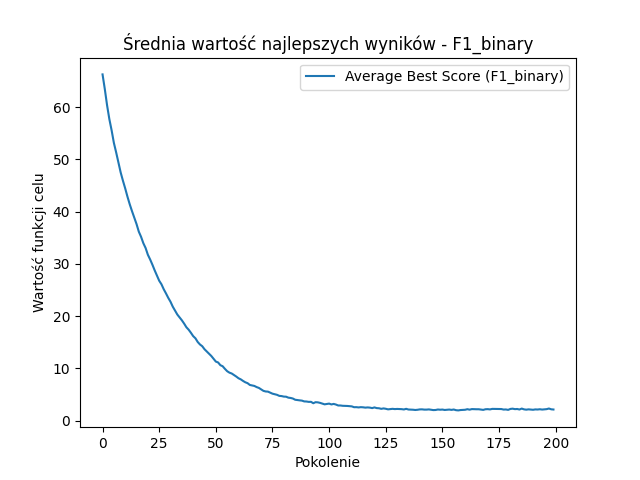 Średnia wartość najlepszych wyników - F1_binary
Average Best Score (F1_binary)
Wartość funkcji celu
60
50
40
30
20
10
0
0 25 50 75 100 125 150 175 200
Pokolenie